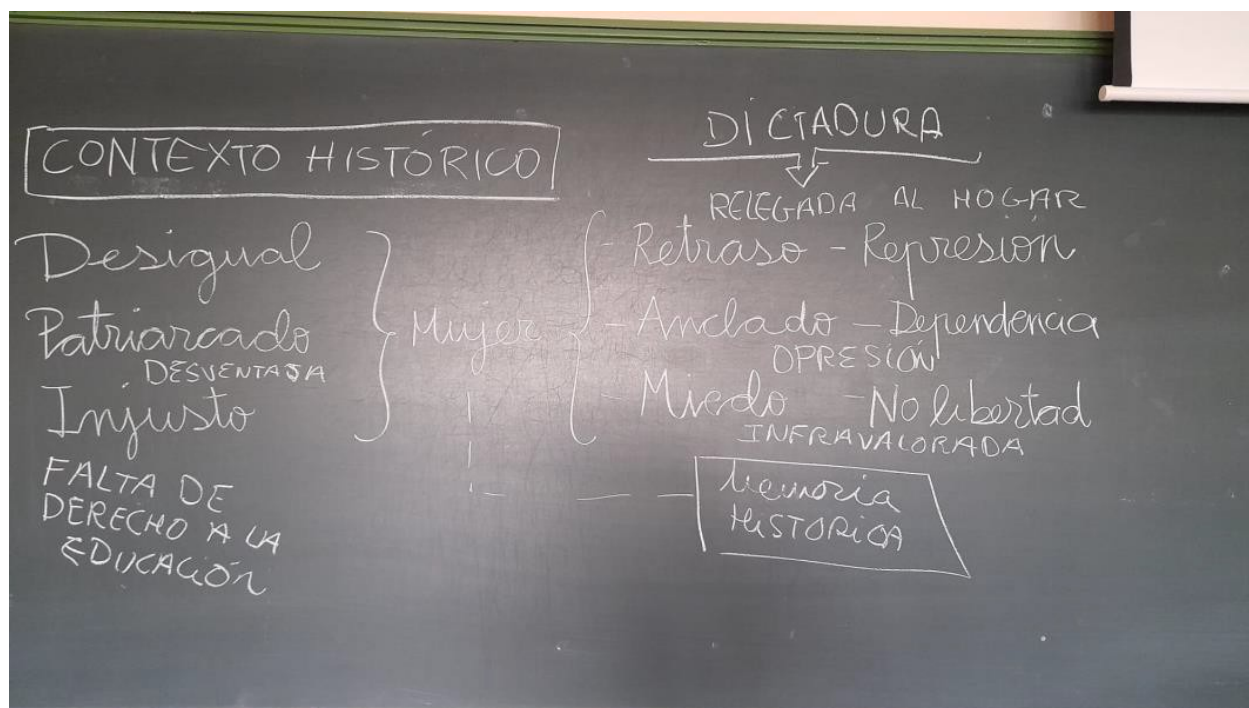 CONTEXTO HISTÓRICO
Desigual
Patriarcado
DESVENTAJA
Injusto
FALTA DE
DERECHO A LA
EDUCACIÓN
Mujer
DICTADURA
RELEGADA AL HOGAR
- Retraso - Represión
- Anclado - Dependencia
OPRESIÓN
- Miedo - No libertad
INFRAVALORADA
Memoria
HISTORICA